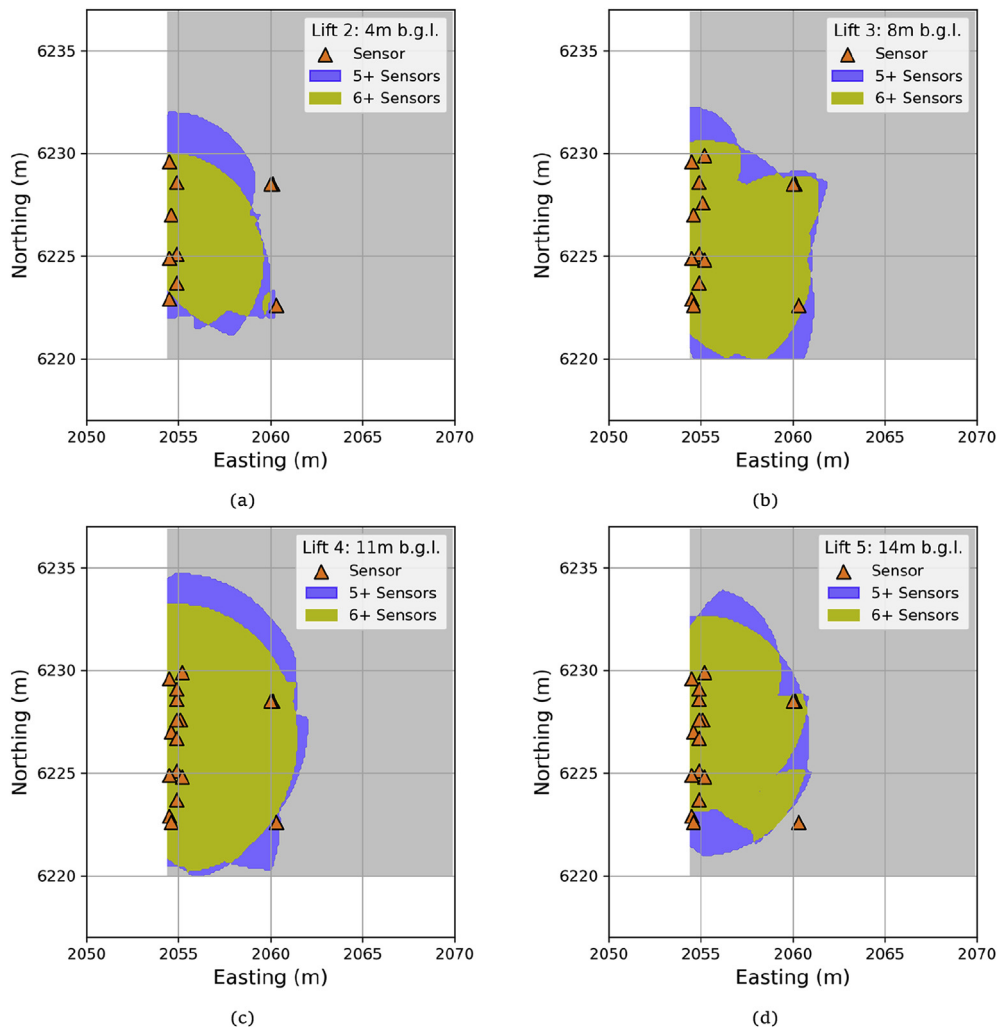 Lift 2: 4m b.g.l.
Sensor
5+ Sensors
6+ Sensors
6235
6230
6225
6220
Northing (m)
2050 2055 2060 2065 2070
Easting (m)
(a)
Lift 3: 8m b.g.l.
Sensor
5+ Sensors
6+ Sensors
6235
6230
6225
6220
Northing (m)
2050 2055 2060 2065 2070
Easting (m)
(b)
Lift 4: 11m b.g.l.
Sensor
5+ Sensors
6+ Sensors
6235
6230
6225
6220
Northing (m)
2050 2055 2060 2065 2070
Easting (m)
(c)
Lift 5: 14m b.g.l.
Sensor
5+ Sensors
6+ Sensors
6235
6230
6225
6220
Northing (m)
2050 2055 2060 2065 2070
Easting (m)
(d)